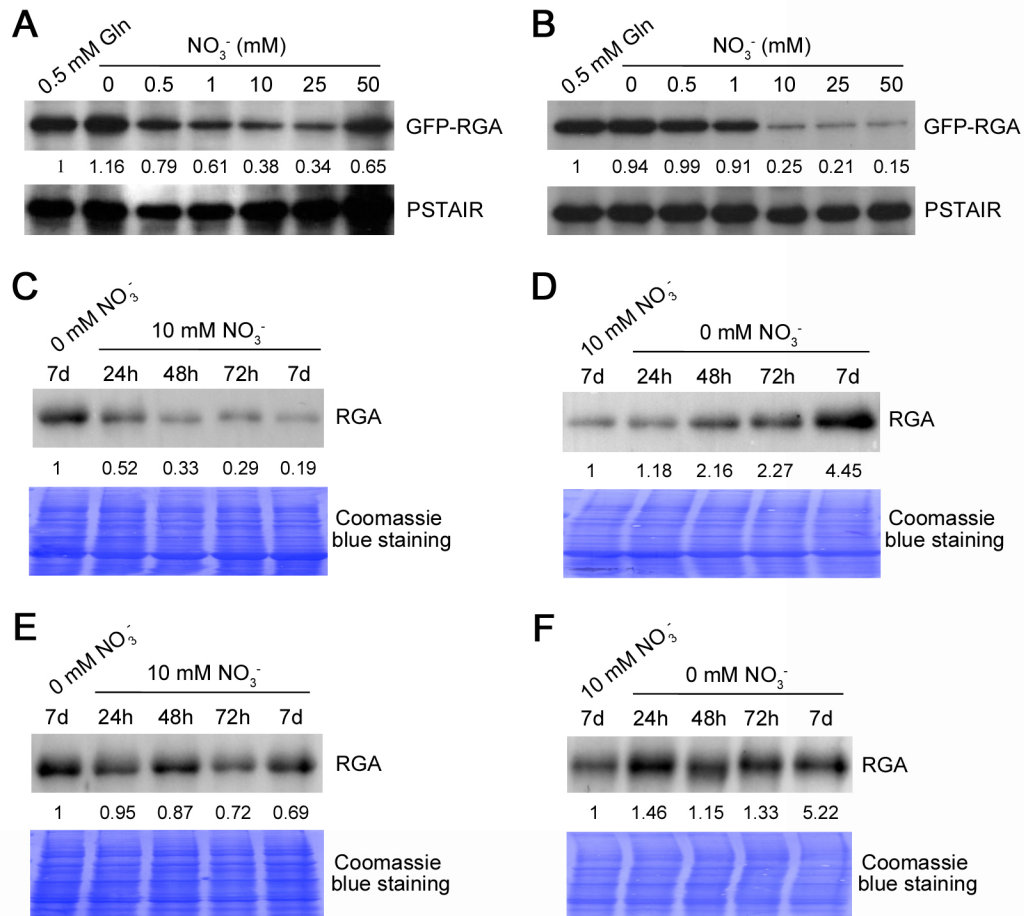 A
0.5 mM Gln
NO₃⁻ (mM)
0 0.5 1 10 25 50
GFP-RGA
1 1.16 0.79 0.61 0.38 0.34 0.65
PSTAIR
B
0.5 mM Gln
NO₃⁻ (mM)
0 0.5 1 10 25 50
GFP-RGA
1 0.94 0.99 0.91 0.25 0.21 0.15
PSTAIR
C
0 mM NO₃⁻
10 mM NO₃⁻
7d 24h 48h 72h 7d
RGA
1 0.52 0.33 0.29 0.19
Coomassie
blue staining
D
10 mM NO₃⁻
0 mM NO₃⁻
7d 24h 48h 72h 7d
RGA
1 1.18 2.16 2.27 4.45
Coomassie
blue staining
E
0 mM NO₃⁻
10 mM NO₃⁻
7d 24h 48h 72h 7d
RGA
1 0.95 0.87 0.72 0.69
Coomassie
blue staining
F
10 mM NO₃⁻
0 mM NO₃⁻
7d 24h 48h 72h 7d
RGA
1 1.46 1.15 1.33 5.22
Coomassie
blue staining